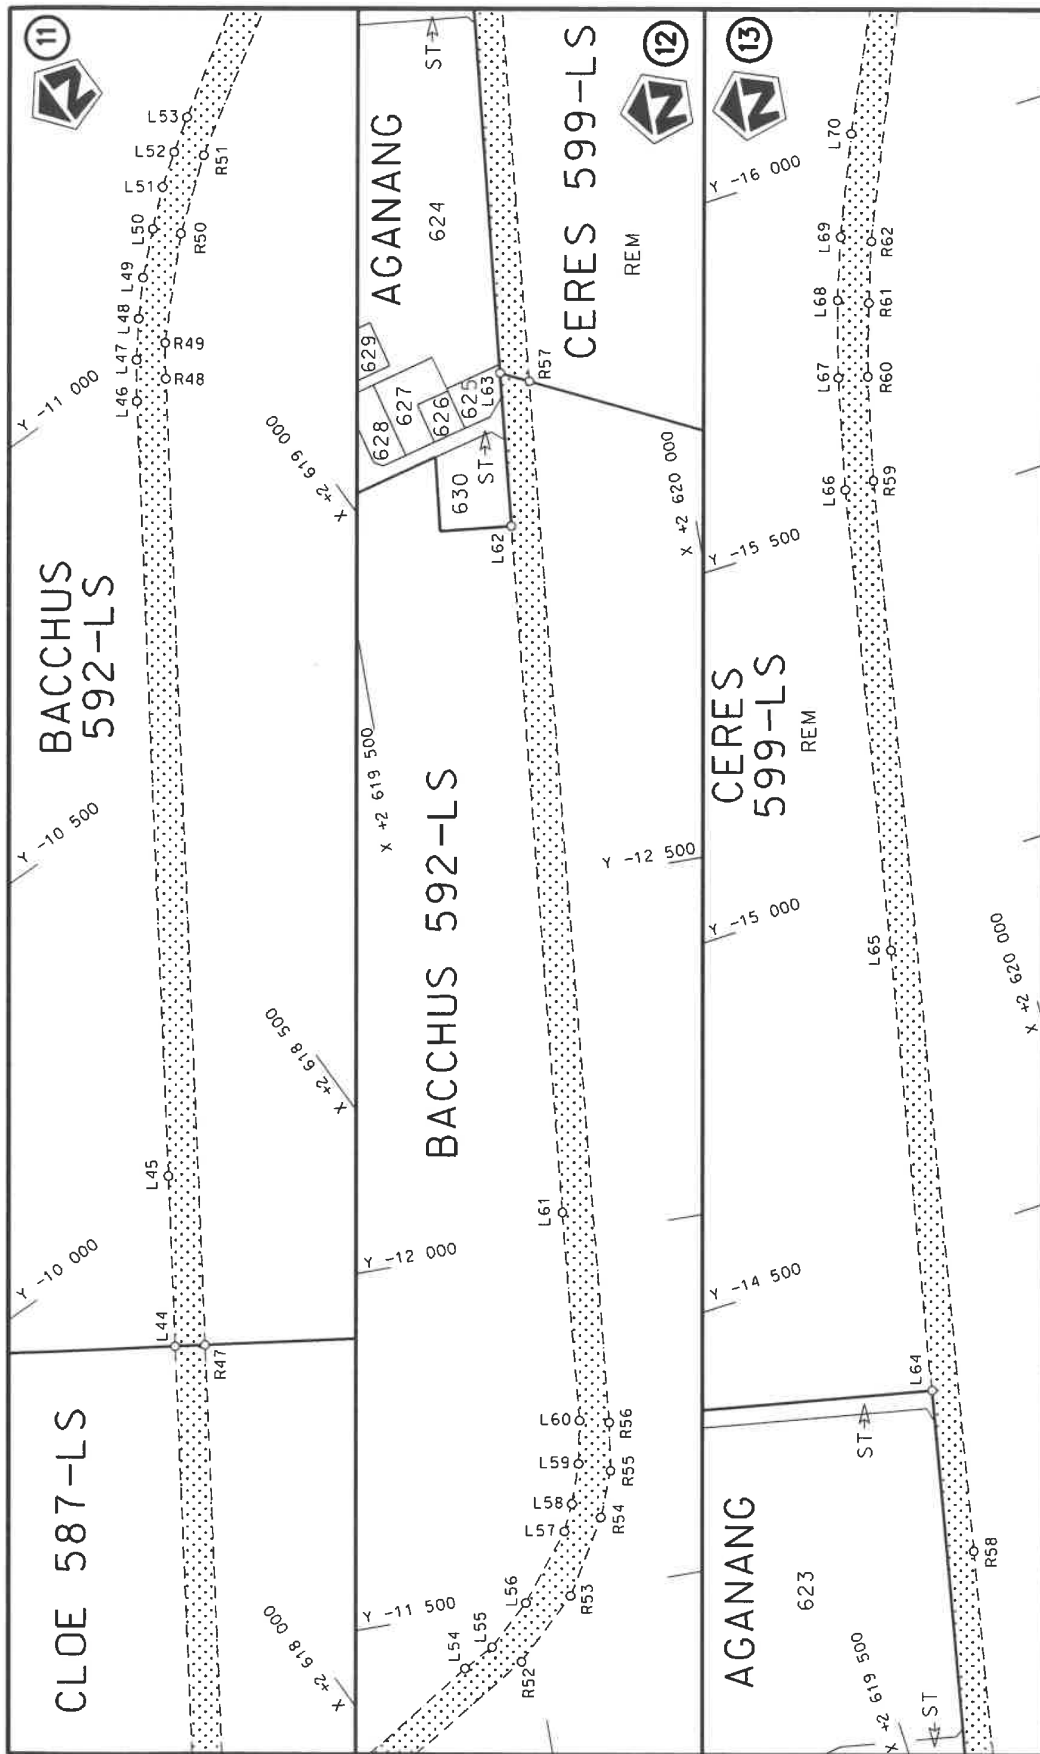 11
N
CLOE 587-LS
BACCHUS
592-LS
X +2 618 000
X +2 618 500
X +2 619 000
Y -10 000
Y -10 500
Y -11 000
L44
L45
L46
L47
L48
L49
L50
L51
L52
L53
R47
R48
R49
R50
R51
12
N
BACCHUS 592-LS
AGANANG
624
CERES 599-LS
REM
Y -11 500
Y -12 000
Y -12 500
X +2 619 500
X +2 620 000
L54
L55
L56
L57
L58
L59
L60
L61
L62
L63
R52
R53
R54
R55
R56
R57
630
628
627
626
625
629
ST
ST
13
N
AGANANG
623
CERES
599-LS
REM
X +2 619 500
X +2 620 000
Y -14 500
Y -15 000
Y -15 500
Y -16 000
ST
ST
L64
L65
L66
L67
L68
L69
L70
R58
R59
R60
R61
R62